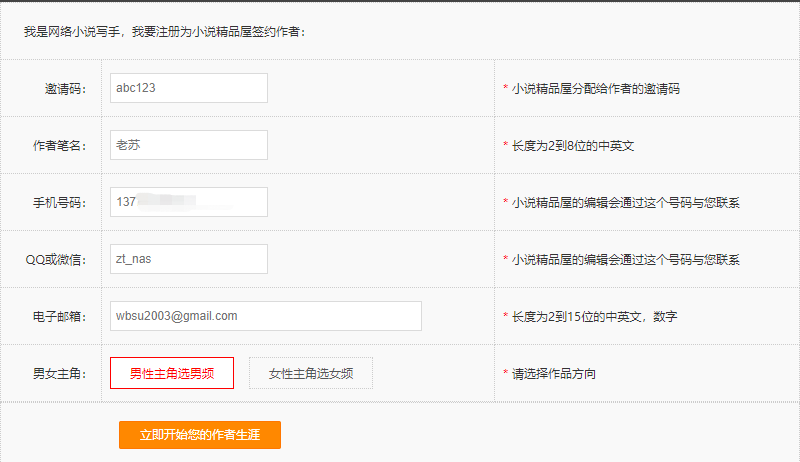 我是网络小说写手，我要注册为小说精品屋签约作者：
邀请码： abc123 * 小说精品屋分配给作者的邀请码
作者笔名： 老苏 * 长度为2到8位的中英文
手机号码： 137 * 小说精品屋的编辑会通过这个号码与您联系
QQ或微信： zt_nas * 小说精品屋的编辑会通过这个号码与您联系
电子邮箱： wbsu2003@gmail.com * 长度为2到15位的中英文，数字
男女主角： 男性主角选男频 女性主角选女频 * 请选择作品方向
立即开始您的作者生涯